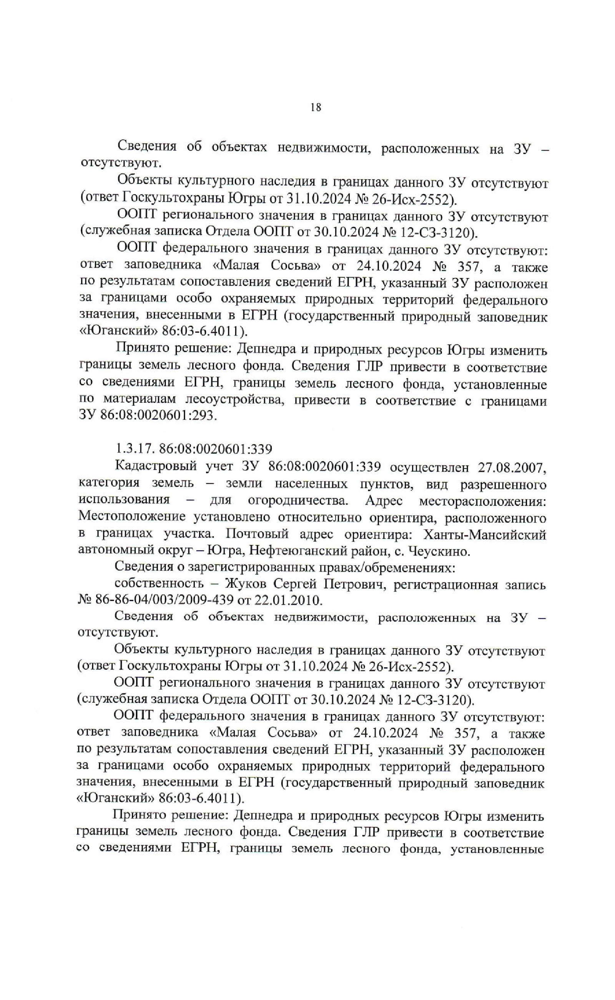 18
Сведения об объектах недвижимости, расположенных на ЗУ –
отсутствуют.
Объекты культурного наследия в границах данного ЗУ отсутствуют
(ответ Госкультохраны Югры от 31.10.2024 № 26-Исх-2552).
ООПТ регионального значения в границах данного ЗУ отсутствуют
(служебная записка Отдела ООПТ от 30.10.2024 № 12-СЗ-3120).
ООПТ федерального значения в границах данного ЗУ отсутствуют:
ответ заповедника «Малая Сосьва» от 24.10.2024 № 357, а также
по результатам сопоставления сведений ЕГРН, указанный ЗУ расположен
за границами особо охраняемых природных территорий федерального
значения, внесенными в ЕГРН (государственный природный заповедник
«Юганский» 86:03-6.4011).
Принято решение: Депнедра и природных ресурсов Югры изменить
границы земель лесного фонда. Сведения ГЛР привести в соответствие
со сведениями ЕГРН, границы земель лесного фонда, установленные
по материалам лесоустройства, привести в соответствие с границами
ЗУ 86:08:0020601:293.
1.3.17. 86:08:0020601:339
Кадастровый учет ЗУ 86:08:0020601:339 осуществлен 27.08.2007,
категория земель – земли населенных пунктов, вид разрешенного
использования – для огородничества. Адрес месторасположения:
Местоположение установлено относительно ориентира, расположенного
в границах участка. Почтовый адрес ориентира: Ханты-Мансийский
автономный округ – Югра, Нефтеюганский район, с. Чеускино.
Сведения о зарегистрированных правах/обременениях:
собственность – Жуков Сергей Петрович, регистрационная запись
№ 86-86-04/003/2009-439 от 22.01.2010.
Сведения об объектах недвижимости, расположенных на ЗУ –
отсутствуют.
Объекты культурного наследия в границах данного ЗУ отсутствуют
(ответ Госкультохраны Югры от 31.10.2024 № 26-Исх-2552).
ООПТ регионального значения в границах данного ЗУ отсутствуют
(служебная записка Отдела ООПТ от 30.10.2024 № 12-СЗ-3120).
ООПТ федерального значения в границах данного ЗУ отсутствуют:
ответ заповедника «Малая Сосьва» от 24.10.2024 № 357, а также
по результатам сопоставления сведений ЕГРН, указанный ЗУ расположен
за границами особо охраняемых природных территорий федерального
значения, внесенными в ЕГРН (государственный природный заповедник
«Юганский» 86:03-6.4011).
Принято решение: Депнедра и природных ресурсов Югры изменить
границы земель лесного фонда. Сведения ГЛР привести в соответствие
со сведениями ЕГРН, границы земель лесного фонда, установленные